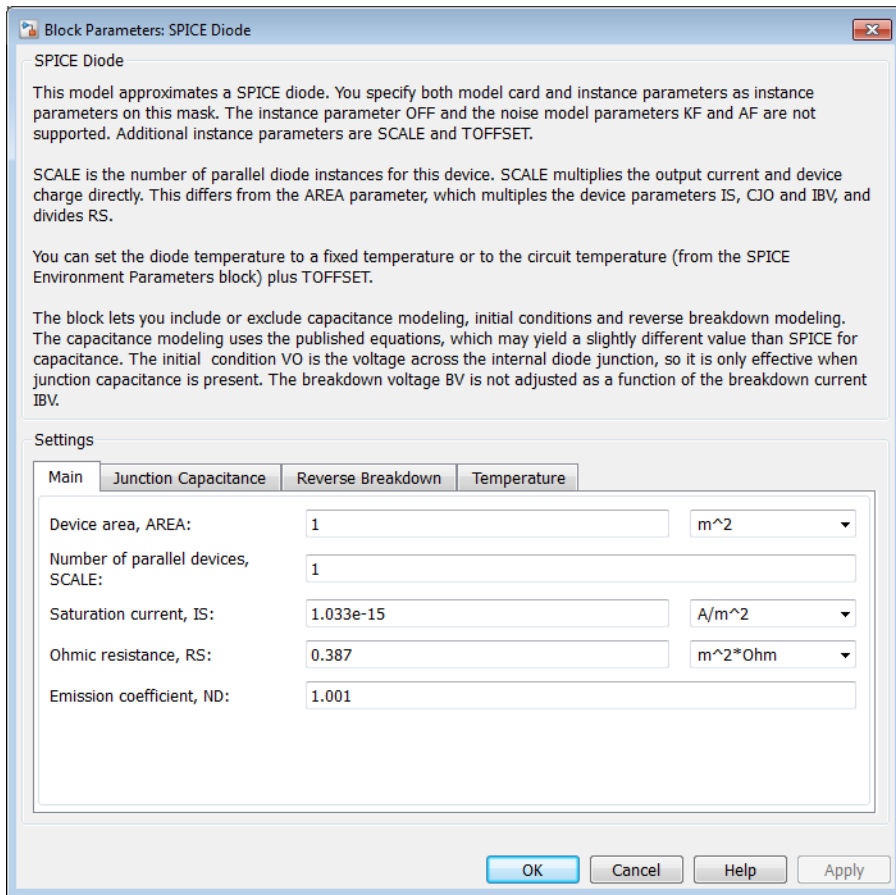 Block Parameters: SPICE Diode
SPICE Diode
This model approximates a SPICE diode. You specify both model card and instance parameters as instance
parameters on this mask. The instance parameter OFF and the noise model parameters KF and AF are not
supported. Additional instance parameters are SCALE and TOFFSET.
SCALE is the number of parallel diode instances for this device. SCALE multiplies the output current and device
charge directly. This differs from the AREA parameter, which multiples the device parameters IS, CJO and IBV, and
divides RS.
You can set the diode temperature to a fixed temperature or to the circuit temperature (from the SPICE
Environment Parameters block) plus TOFFSET.
The block lets you include or exclude capacitance modeling, initial conditions and reverse breakdown modeling.
The capacitance modeling uses the published equations, which may yield a slightly different value than SPICE for
capacitance. The initial  condition VO is the voltage across the internal diode junction, so it is only effective when
junction capacitance is present. The breakdown voltage BV is not adjusted as a function of the breakdown current
IBV.
Settings
Main Junction Capacitance Reverse Breakdown Temperature
Device area, AREA: 1 m^2
Number of parallel devices,
SCALE: 1
Saturation current, IS: 1.033e-15 A/m^2
Ohmic resistance, RS: 0.387 m^2*Ohm
Emission coefficient, ND: 1.001
OK Cancel Help Apply